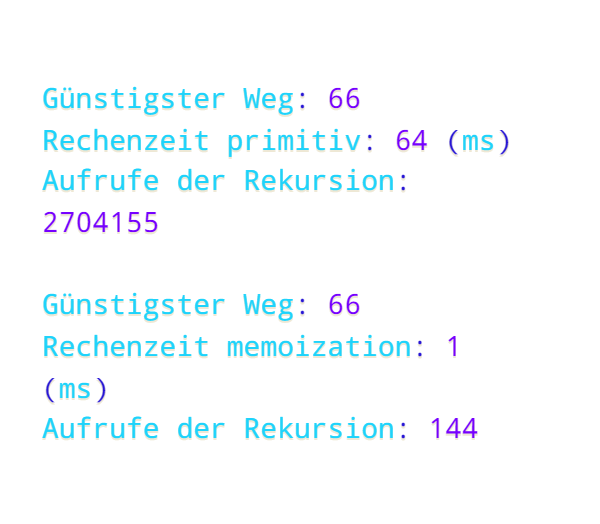 Günstigster Weg: 66
Rechenzeit primitiv: 64 (ms)
Aufrufe der Rekursion:
2704155
Günstigster Weg: 66
Rechenzeit memoization: 1
(ms)
Aufrufe der Rekursion: 144